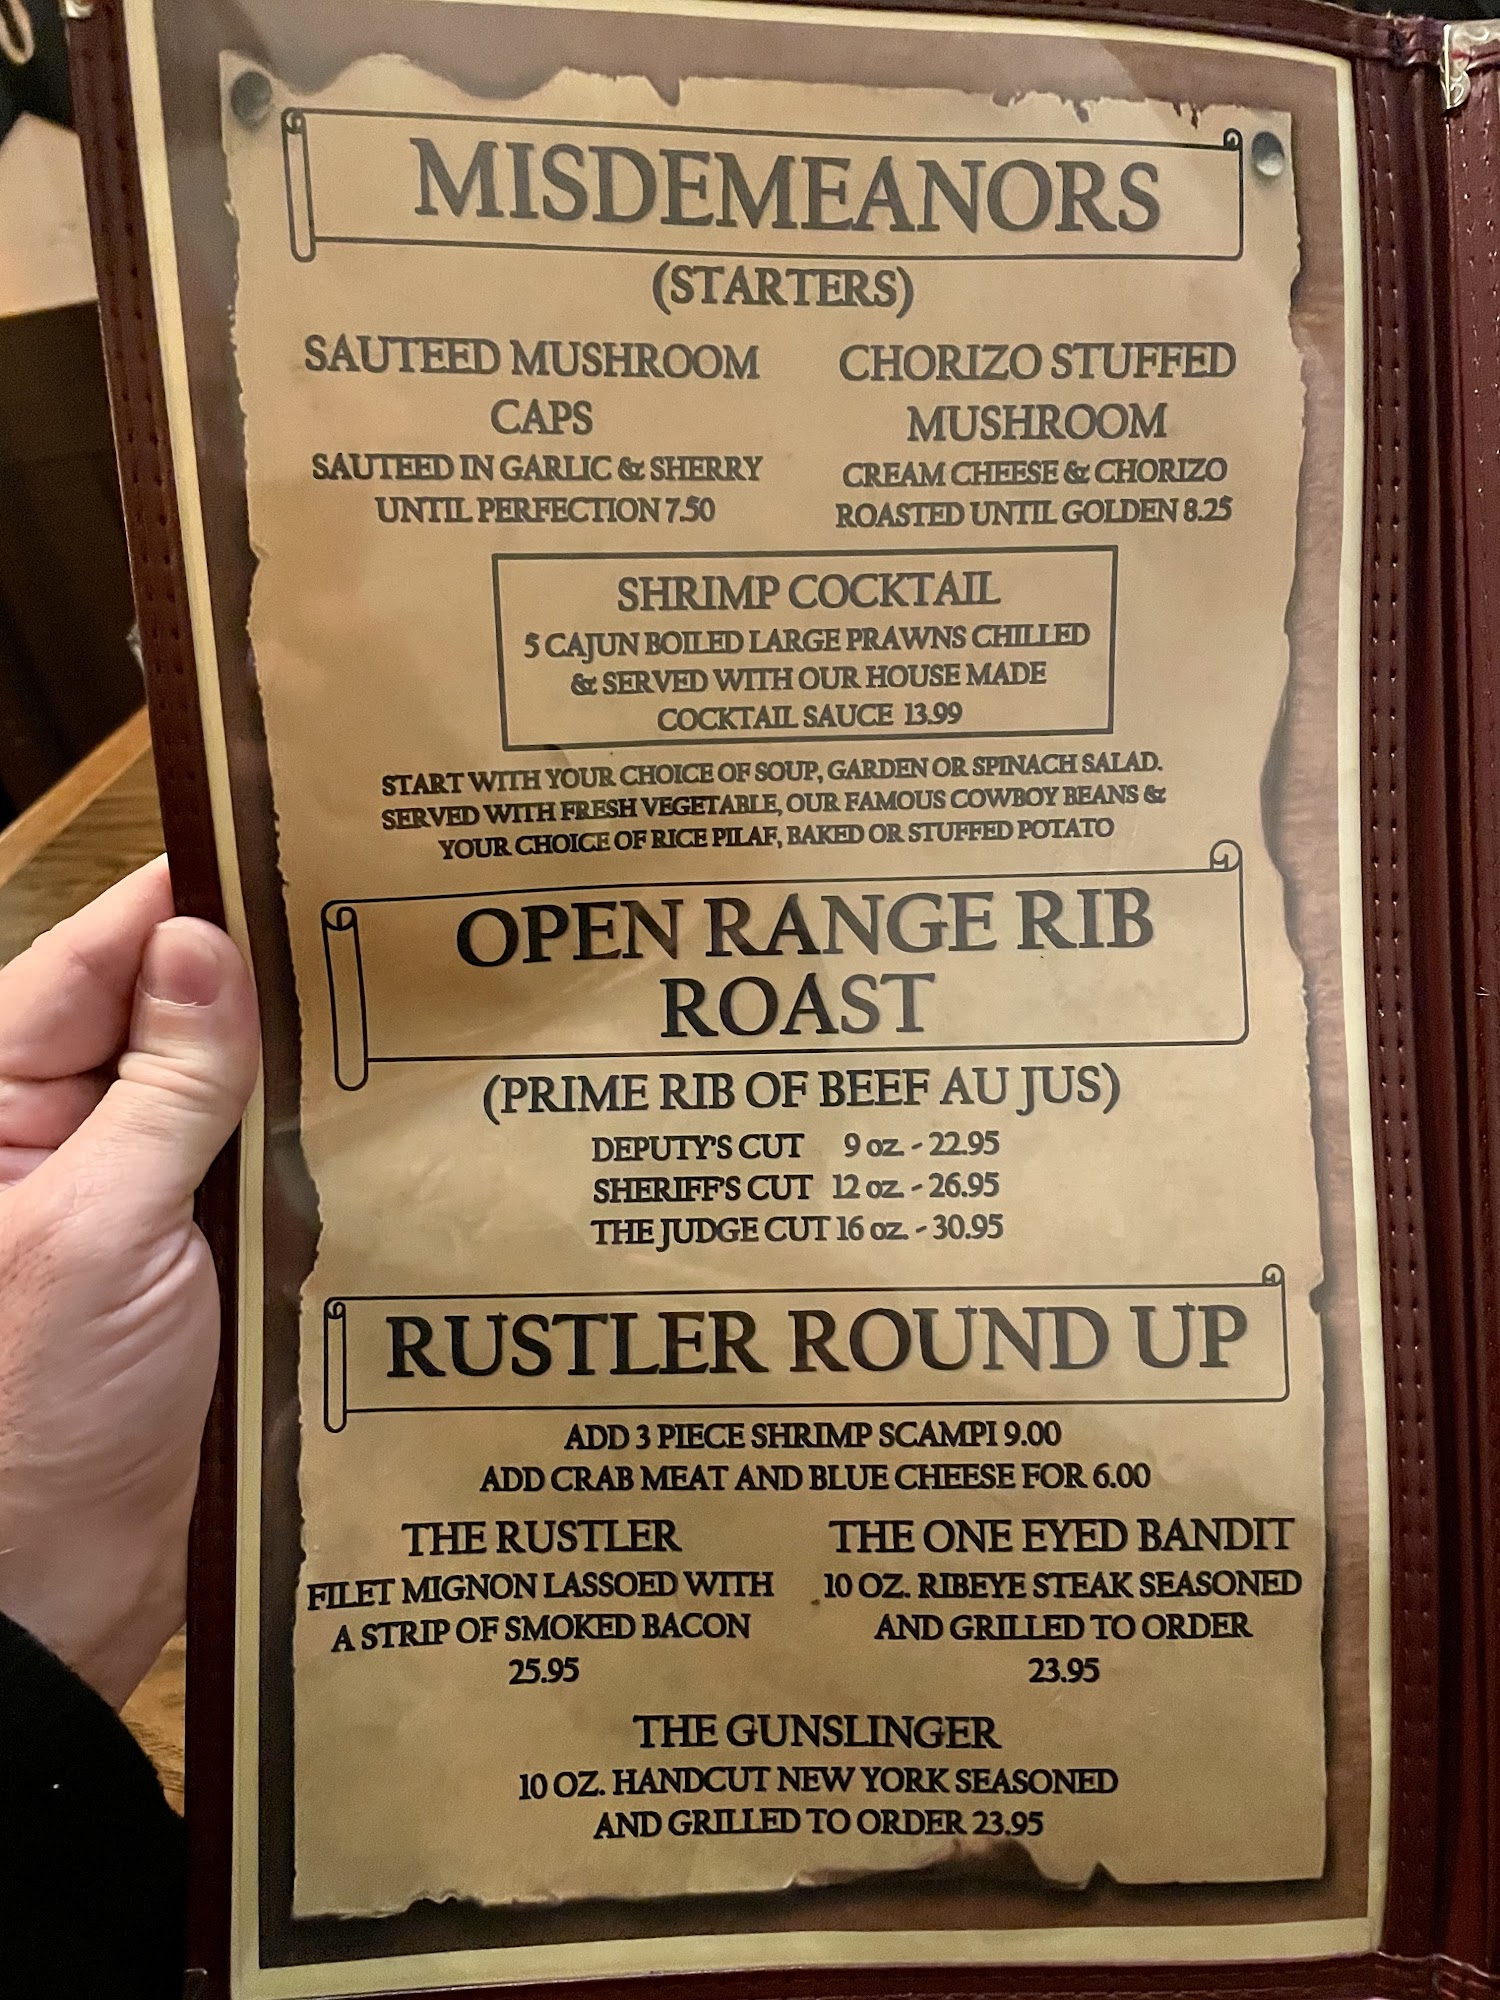 MISDEMEANORS
(STARTERS)
SAUTEED MUSHROOM
CAPS
SAUTEED IN GARLIC & SHERRY
UNTIL PERFECTION 7.50
CHORIZO STUFFED
MUSHROOM
CREAM CHEESE & CHORIZO
ROASTED UNTIL GOLDEN 8.25
SHRIMP COCKTAIL
5 CAJUN BOILED LARGE PRAWNS CHILLED
& SERVED WITH OUR HOUSE MADE
COCKTAIL SAUCE 13.99
START WITH YOUR CHOICE OF SOUP, GARDEN OR SPINACH SALAD.
SERVED WITH FRESH VEGETABLE, OUR FAMOUS COWBOY BEANS &
YOUR CHOICE OF RICE PILAF, BAKED OR STUFFED POTATO
OPEN RANGE RIB
ROAST
(PRIME RIB OF BEEF AU JUS)
DEPUTY'S CUT 9 oz. - 22.95
SHERIFF'S CUT 12 oz. - 26.95
THE JUDGE CUT 16 oz. - 30.95
RUSTLER ROUND UP
ADD 3 PIECE SHRIMP SCAMPI 9.00
ADD CRAB MEAT AND BLUE CHEESE FOR 6.00
THE RUSTLER
FILET MIGNON LASSOED WITH
A STRIP OF SMOKED BACON
25.95
THE ONE EYED BANDIT
10 OZ. RIBEYE STEAK SEASONED
AND GRILLED TO ORDER
23.95
THE GUNSLINGER
10 OZ. HANDCUT NEW YORK SEASONED
AND GRILLED TO ORDER 23.95